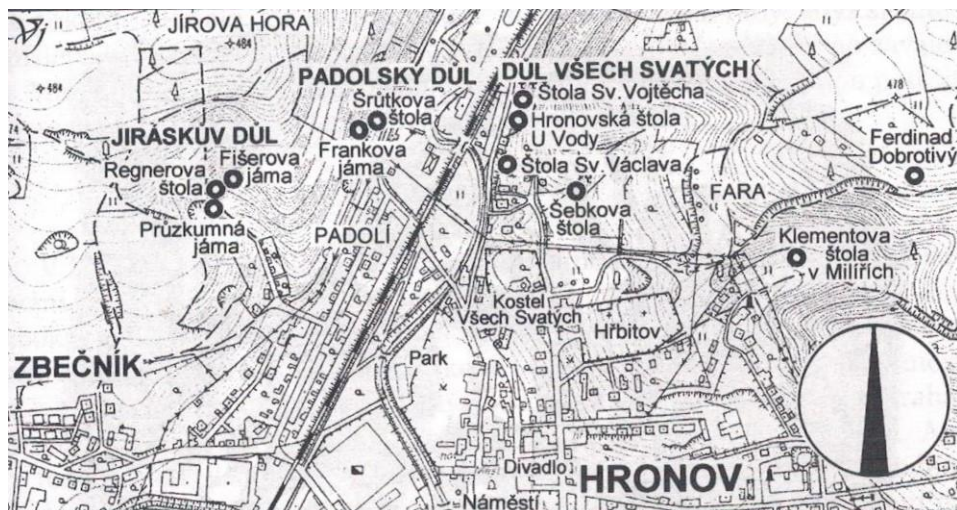 JÍROVA HORA
484
484
PADOLSKY DŮL
DŮL VŠECH SVATÝCH
Štola Sv. Vojtěcha
Šrůtkova
štola
Hronovská štola
U Vody
478
JIRÁSKŮV DŮL
Frankova
jáma
Ferdinad
Dobrotivý
Regnerova
štola
Fišerova
jáma
Štola Sv. Václava
FARA
Šebkova
štola
Průzkumná
jáma
PADOLÍ
Klementova
štola
v Milířích
Kostel
Všech Svatých
Hřbitov
ZBEČNÍK
Park
Divadlo
HRONOV
Náměstí